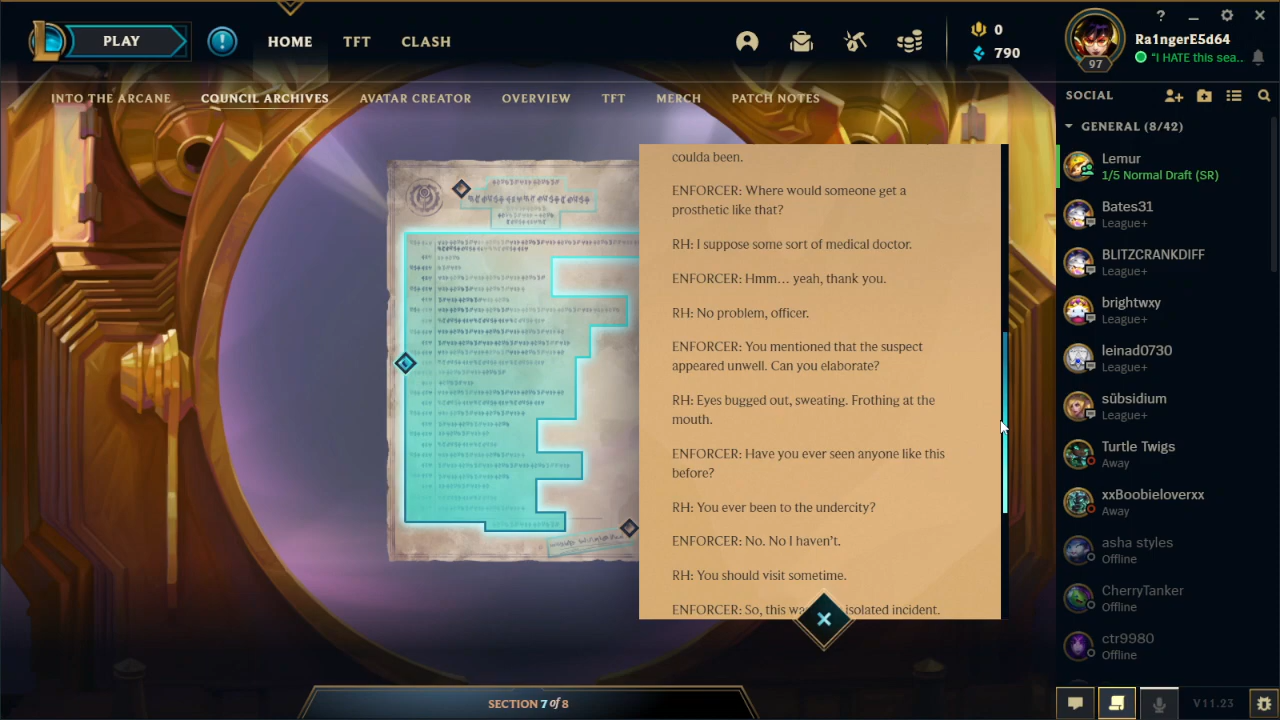 PLAY
HOME
TFT
CLASH
0
790
97
Ra1ngerE5d64
"I HATE this sea..
INTO THE ARCANE
COUNCIL ARCHIVES
AVATAR CREATOR
OVERVIEW
TFT
MERCH
PATCH NOTES
coulda been.
ENFORCER: Where would someone get a
prosthetic like that?
RH: I suppose some sort of medical doctor.
ENFORCER: Hmm… yeah, thank you.
RH: No problem, officer.
ENFORCER: You mentioned that the suspect
appeared unwell. Can you elaborate?
RH: Eyes bugged out, sweating. Frothing at the
mouth.
ENFORCER: Have you ever seen anyone like this
before?
RH: You ever been to the undercity?
ENFORCER: No. No I haven't.
RH: You should visit sometime.
ENFORCER: So, this isolated incident.
SECTION 7 of 8
SOCIAL
GENERAL (8/42)
Lemur
1/5 Normal Draft (SR)
Bates31
League+
BLITZCRANKDIFF
League+
brightwxy
League+
leinad0730
League+
sūbsidium
League+
Turtle Twigs
Away
xxBoobieloverxx
Away
asha styles
Offline
CherryTanker
Offline
ctr9980
Offline
V11.23